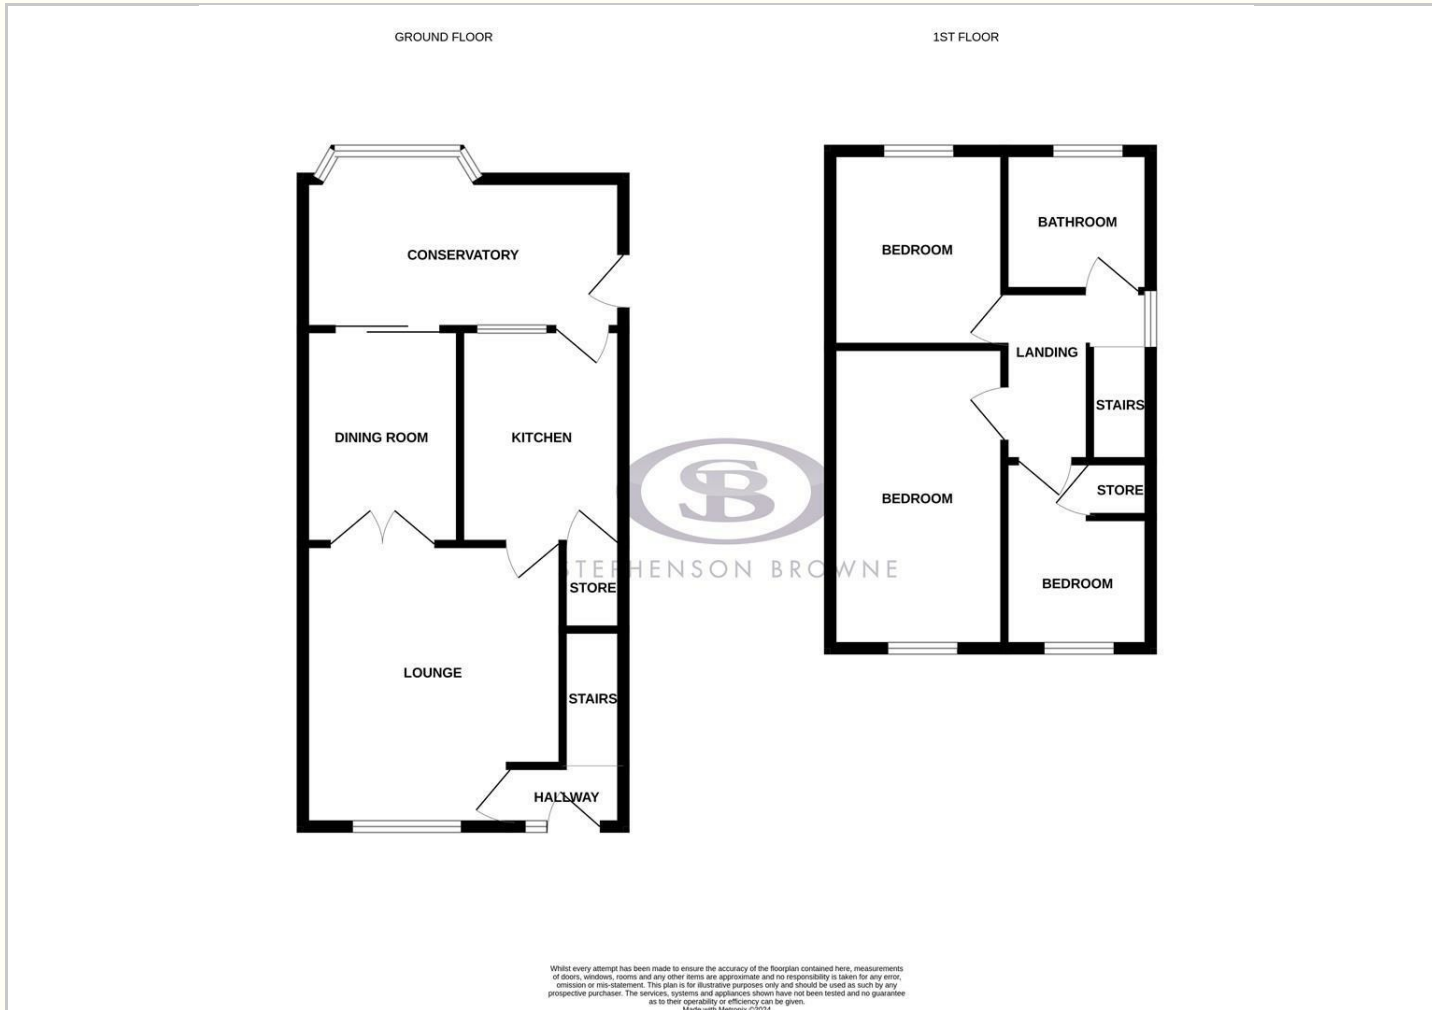 GROUND FLOOR
1ST FLOOR
CONSERVATORY
DINING ROOM
KITCHEN
STORE
LOUNGE
STAIRS
HALLWAY
BEDROOM
BATHROOM
LANDING
STAIRS
BEDROOM
STORE
BEDROOM
SB
STEPHENSON BROWNE
Whilst every attempt has been made to ensure the accuracy of the floorplan contained here, measurements
of doors, windows, rooms and any other items are approximate and no responsibility is taken for any error,
omission or mis-statement. This plan is for illustrative purposes only and should be used as such by any
prospective purchaser. The services, systems and appliances shown have not been tested and no guarantee
as to their operability or efficiency can be given.
Made with Metropix ©2024